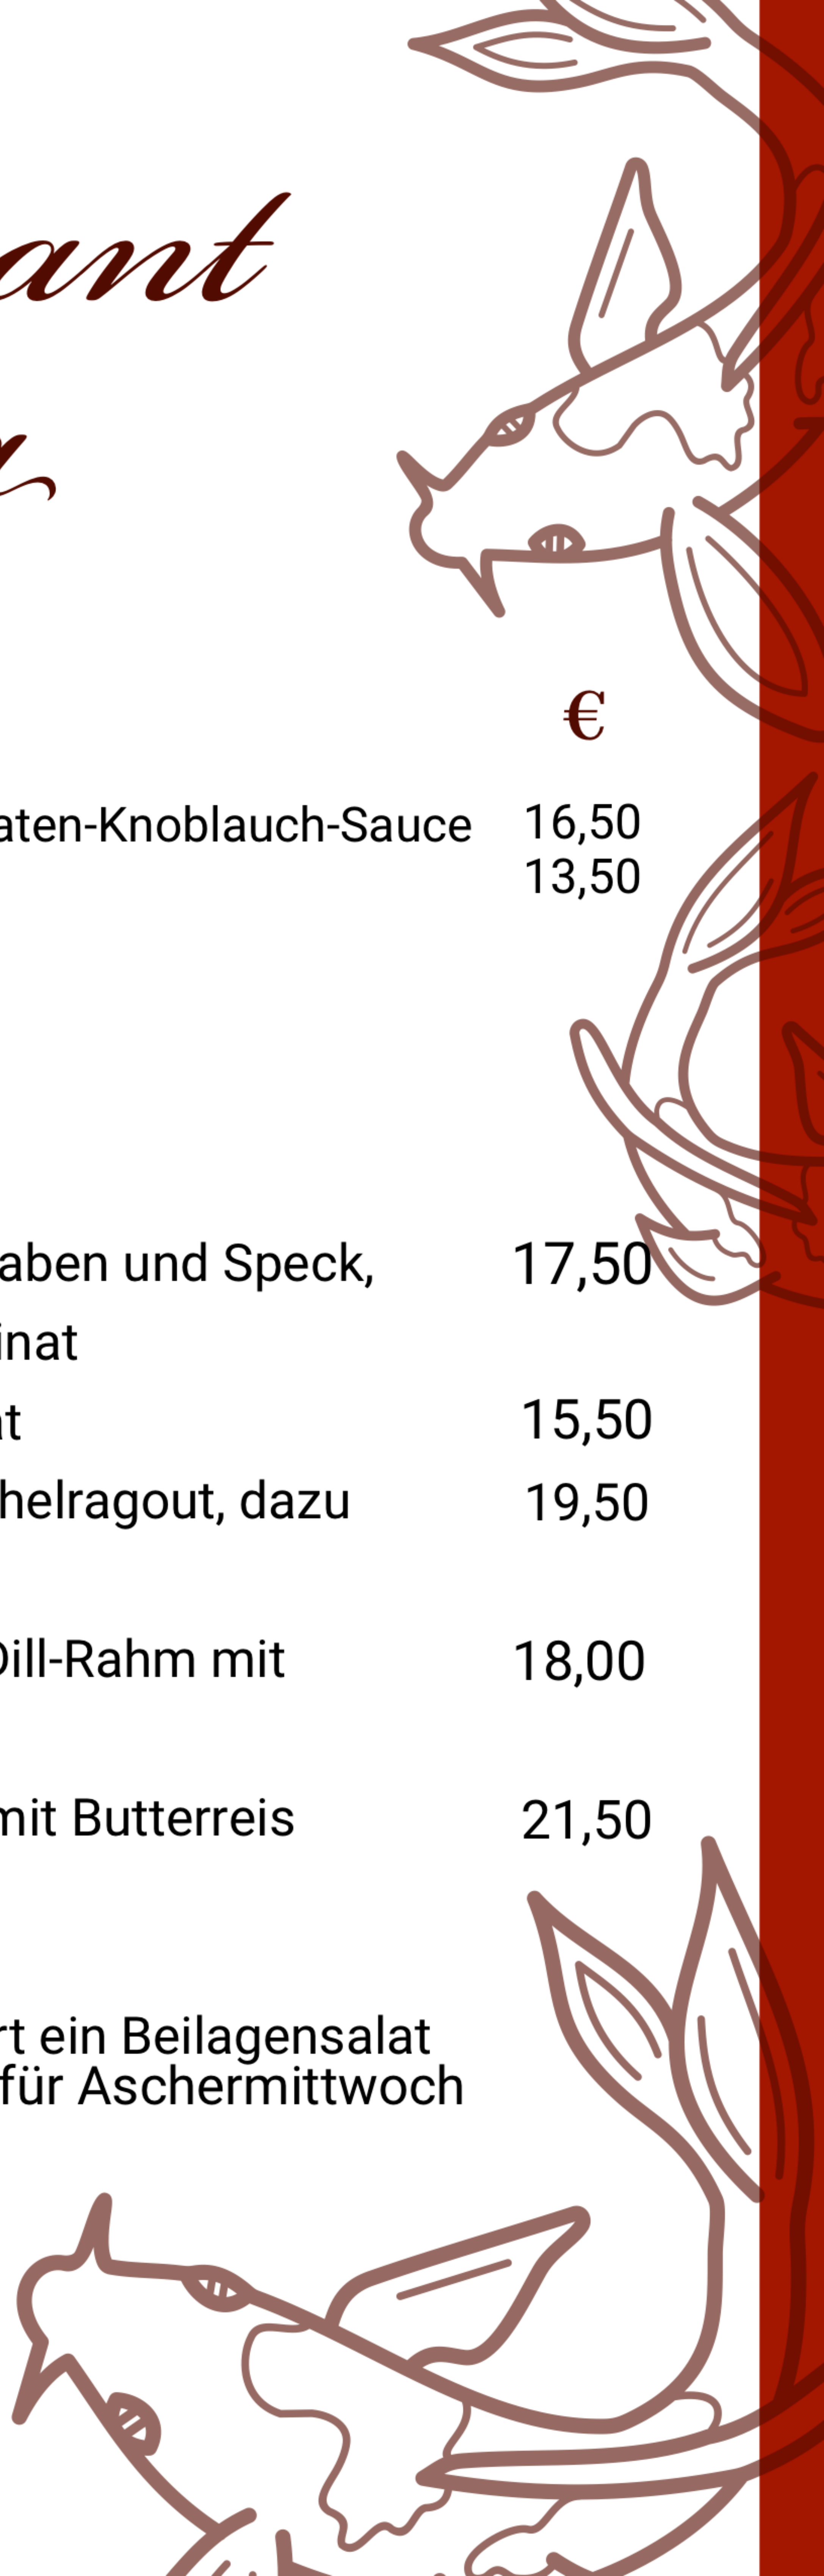 ant
€
aten-Knoblauch-Sauce 16,50
13,50
aben und Speck, 17,50
inat
at 15,50
helragout, dazu 19,50
Dill-Rahm mit 18,00
mit Butterreis 21,50
rt ein Beilagensalat
für Aschermittwoch